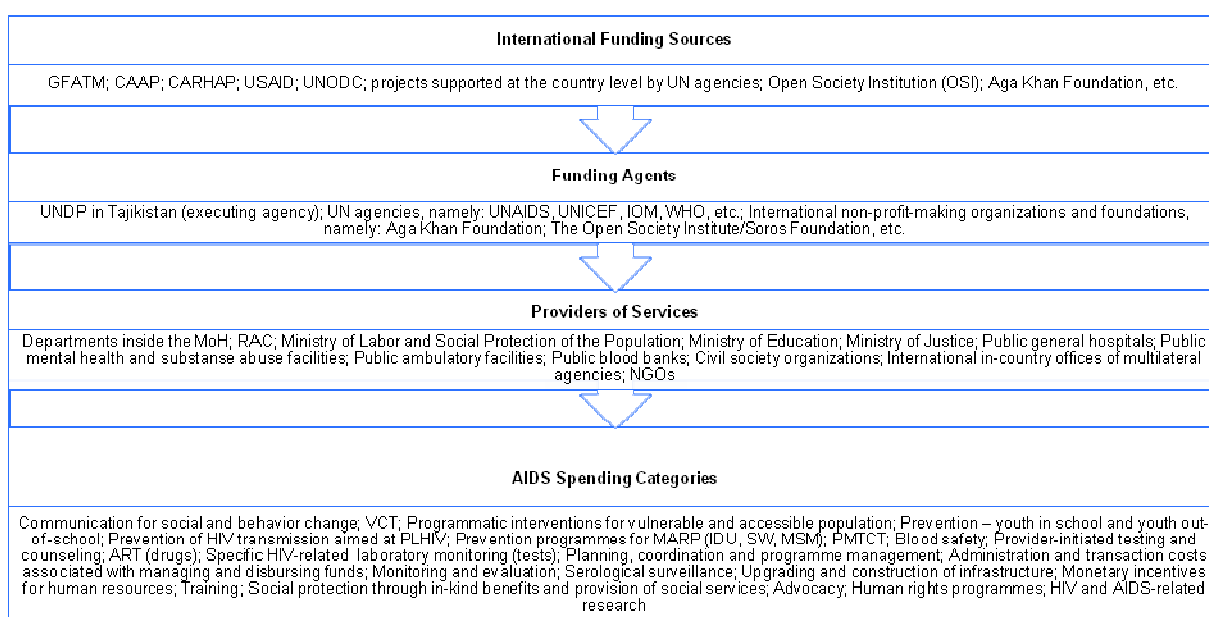 International Funding Sources
GFATM; CAAP; CARHAP; USAID; UNODC; projects supported at the country level by UN agencies; Open Society Institution (OSI); Aga Khan Foundation, etc.
Funding Agents
UNDP in Tajikistan (executing agency); UN agencies, namely: UNAIDS, UNICEF, IOM, WHO, etc.; International non-profit-making organizations and foundations,
namely: Aga Khan Foundation; The Open Society Institute/Soros Foundation, etc.
Providers of Services
Departments inside the MoH; RAC; Ministry of Labor and Social Protection of the Population; Ministry of Education; Ministry of Justice; Public general hospitals; Public
mental health and substanse abuse facilities; Public ambulatory facilities; Public blood banks; Civil society organizations; International in-country offices of multilateral
agencies; NGOs
AIDS Spending Categories
Communication for social and behavior change; VCT; Programmatic interventions for vulnerable and accessible population; Prevention – youth in school and youth out-
of-school; Prevention of HIV transmission aimed at PLHIV; Prevention programmes for MARP (IDU, SW, MSM); PMTCT; Blood safety; Provider-initiated testing and
counseling; ART (drugs); Specific HIV-related laboratory monitoring (tests); Planning, coordination and programme management; Administration and transaction costs
associated with managing and disbursing funds; Monitoring and evaluation; Serological surveillance; Upgrading and construction of infrastructure; Monetary incentives
for human resources; Training; Social protection through in-kind benefits and provision of social services; Advocacy; Human rights programmes; HIV and AIDS-related
research